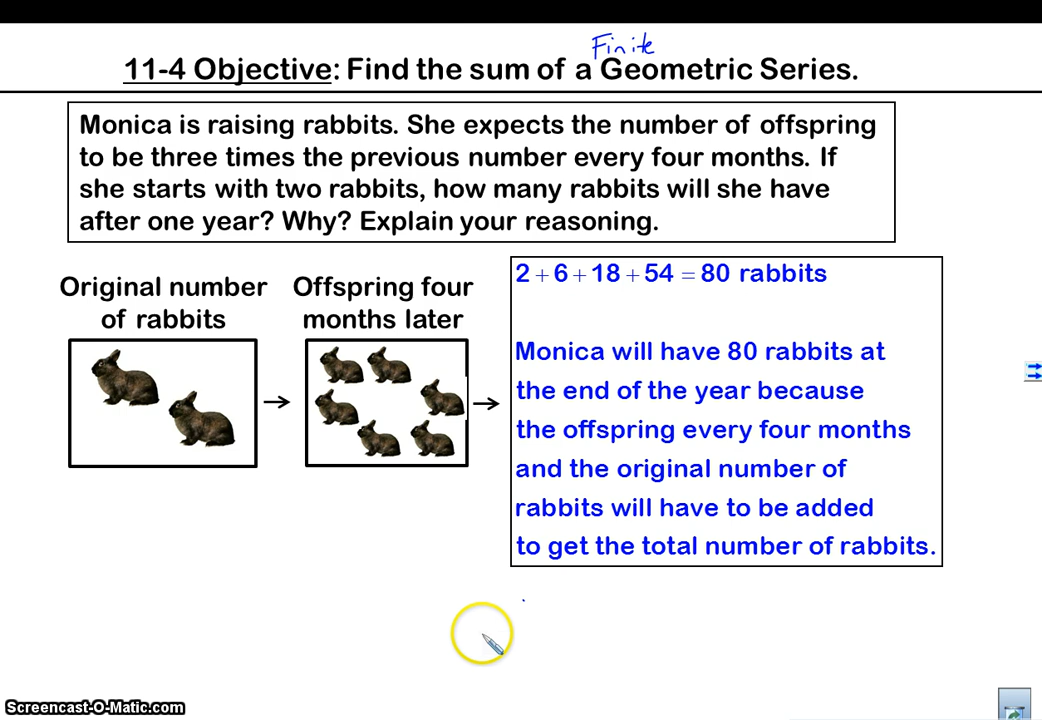 Finite
11-4 Objective: Find the sum of a Geometric Series.
Monica is raising rabbits. She expects the number of offspring
to be three times the previous number every four months. If
she starts with two rabbits, how many rabbits will she have
after one year? Why? Explain your reasoning.
Original number
of rabbits
Offspring four
months later
2 + 6 + 18 + 54 = 80 rabbits
Monica will have 80 rabbits at
the end of the year because
the offspring every four months
and the original number of
rabbits will have to be added
to get the total number of rabbits.
Screencast-O-Matic.com